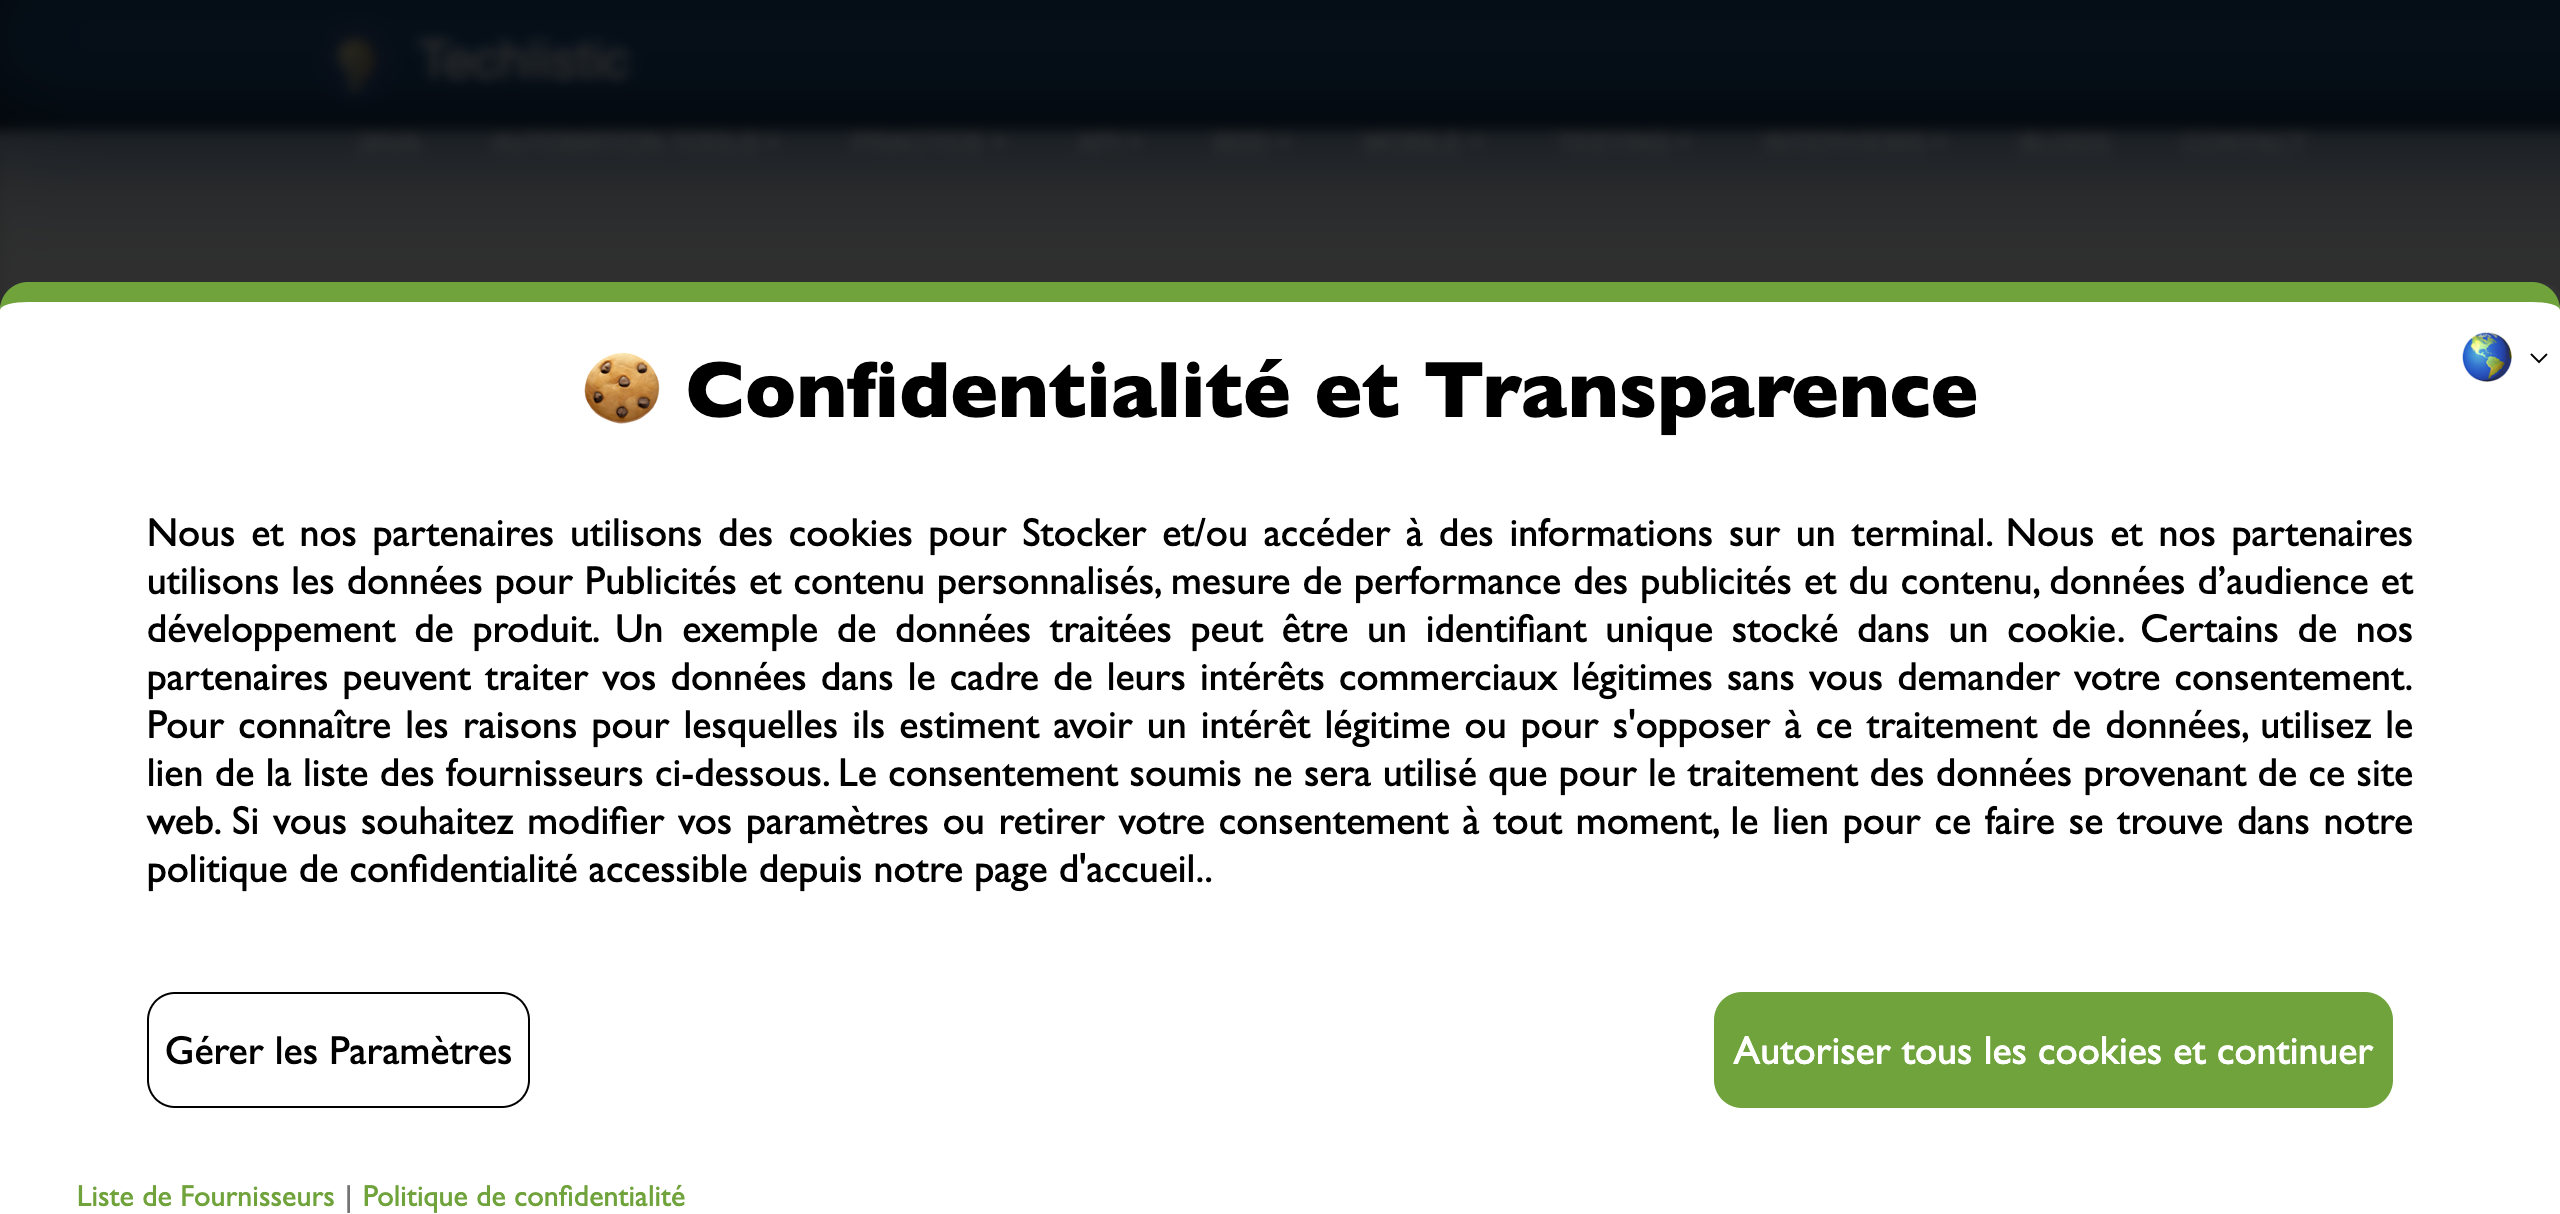 Techlistic
Confidentialité et Transparence
Nous et nos partenaires utilisons des cookies pour Stocker et/ou accéder à des informations sur un terminal. Nous et nos partenaires
utilisons les données pour Publicités et contenu personnalisés, mesure de performance des publicités et du contenu, données d’audience et
développement de produit. Un exemple de données traitées peut être un identifiant unique stocké dans un cookie. Certains de nos
partenaires peuvent traiter vos données dans le cadre de leurs intérêts commerciaux légitimes sans vous demander votre consentement.
Pour connaître les raisons pour lesquelles ils estiment avoir un intérêt légitime ou pour s'opposer à ce traitement de données, utilisez le
lien de la liste des fournisseurs ci-dessous. Le consentement soumis ne sera utilisé que pour le traitement des données provenant de ce site
web. Si vous souhaitez modifier vos paramètres ou retirer votre consentement à tout moment, le lien pour ce faire se trouve dans notre
politique de confidentialité accessible depuis notre page d'accueil..
Gérer les Paramètres
Autoriser tous les cookies et continuer
Liste de Fournisseurs | Politique de confidentialité